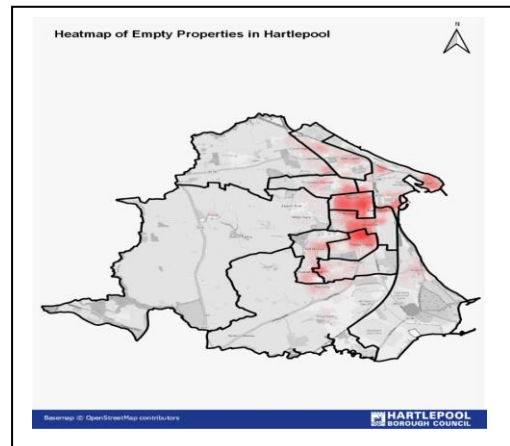 Heatmap of Empty Properties in Hartlepool
N
Basemap © OpenStreetMap contributors
HARTLEPOOL
BOROUGH COUNCIL